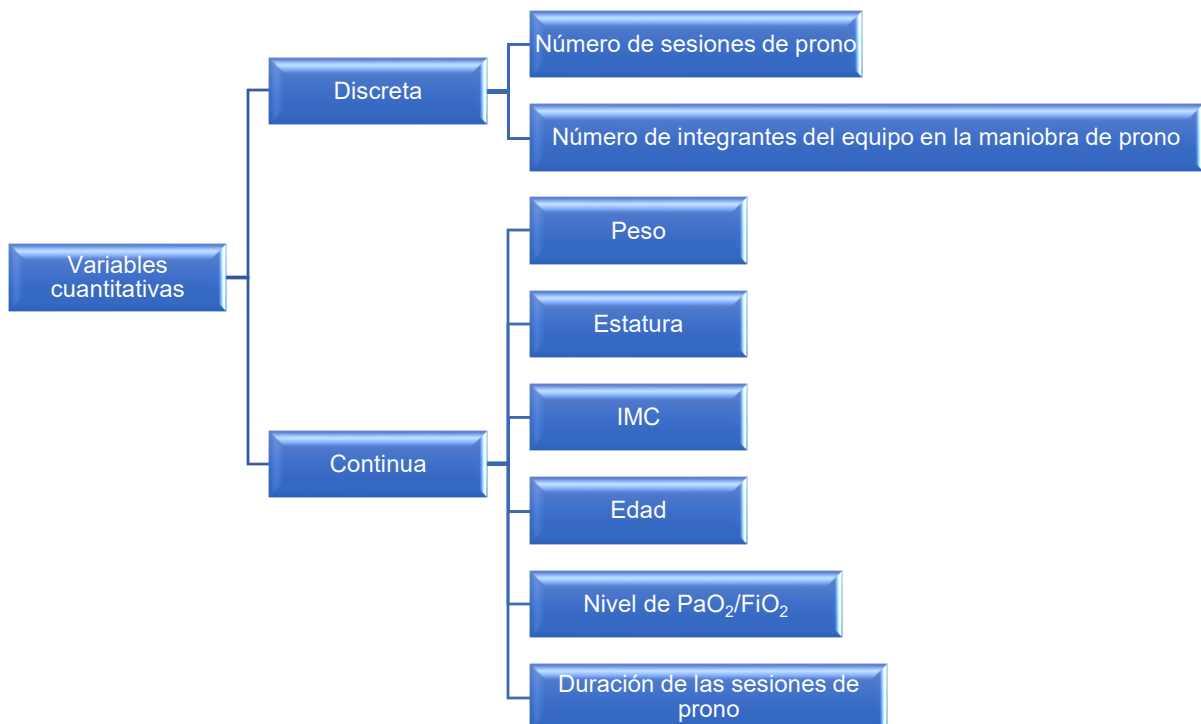 Variables
cuantitativas
Discreta
Número de sesiones de prono
Número de integrantes del equipo en la maniobra de prono
Continua
Peso
Estatura
IMC
Edad
Nivel de PaO₂/FiO₂
Duración de las sesiones de
prono